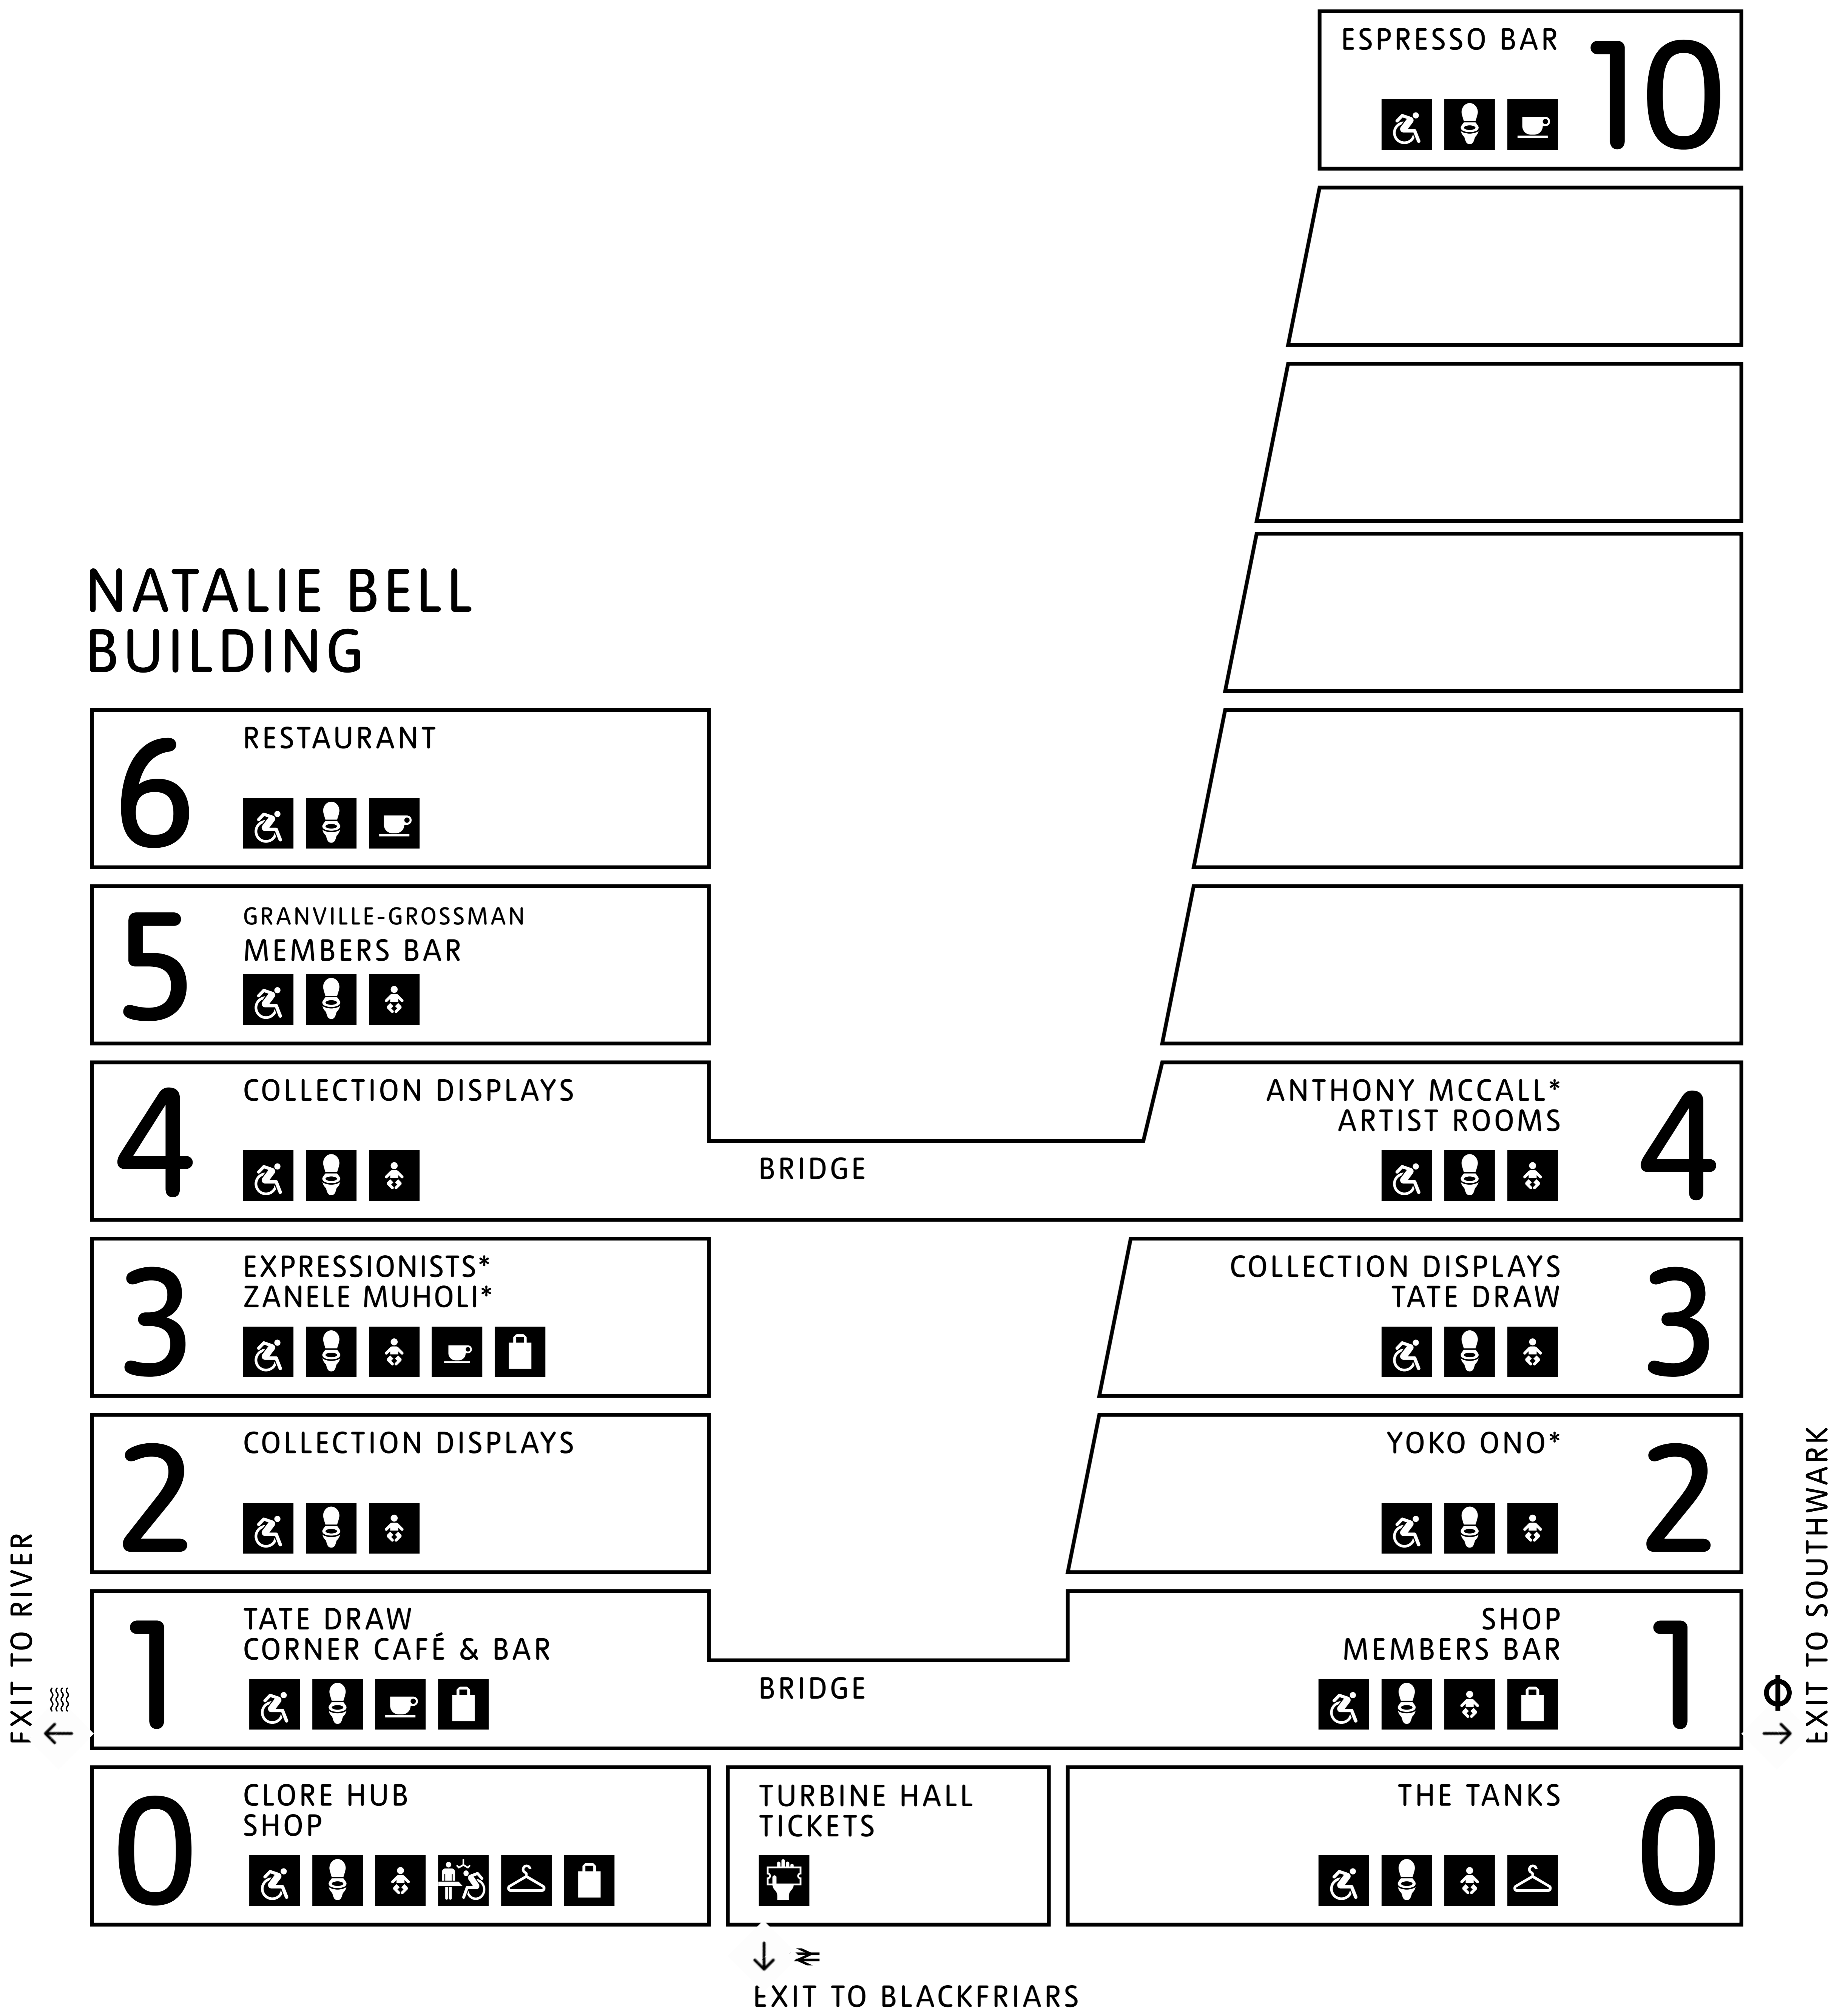 ESPRESSO BAR
10
NATALIE BELL
BUILDING
6
RESTAURANT
5
GRANVILLE-GROSSMAN
MEMBERS BAR
4
COLLECTION DISPLAYS
BRIDGE
ANTHONY MCCALL*
ARTIST ROOMS
4
3
EXPRESSIONISTS*
ZANELE MUHOLI*
COLLECTION DISPLAYS
TATE DRAW
3
2
COLLECTION DISPLAYS
YOKO ONO*
2
EXIT TO RIVER
1
TATE DRAW
CORNER CAFÉ & BAR
BRIDGE
SHOP
MEMBERS BAR
1
EXIT TO SOUTHWARK
0
CLORE HUB
SHOP
TURBINE HALL
TICKETS
THE TANKS
0
EXIT TO BLACKFRIARS